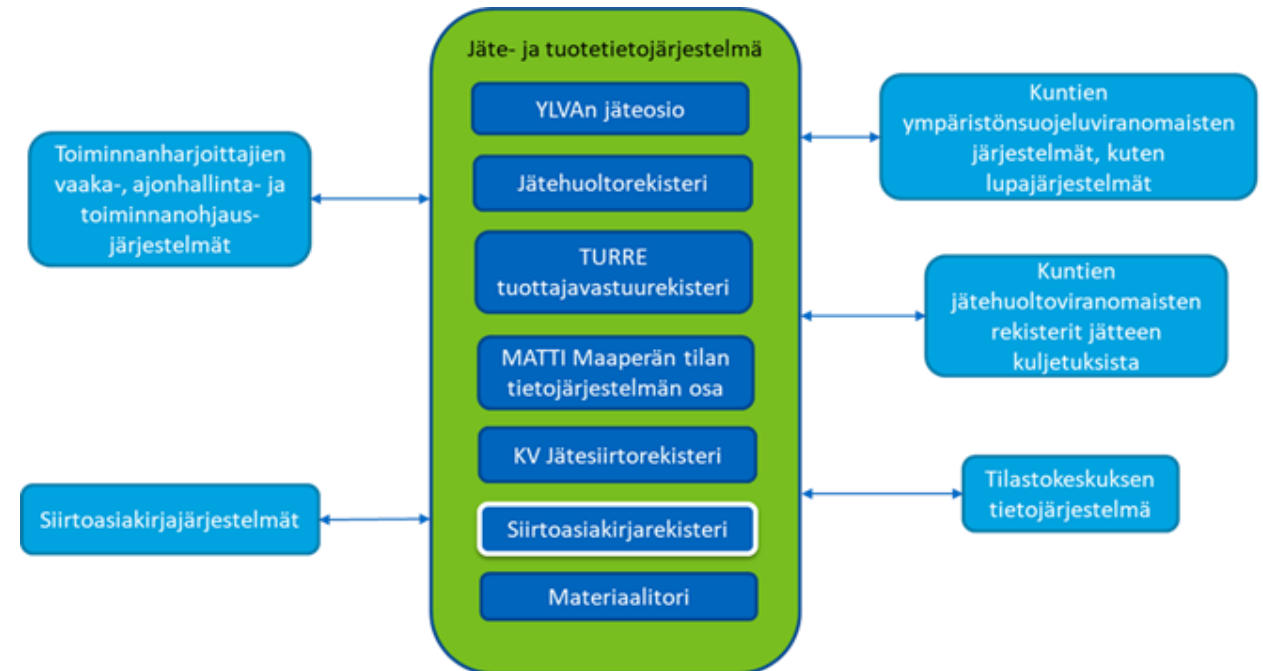 Jäte- ja tuotetietojärjestelmä
YLVAn jäteosio
Jätehuoltorekisteri
TURRE
tuottajavastuurekisteri
MATTI Maaperän tilan
tietojärjestelmän osa
KV Jätesiirtorekisteri
Siirtoasiakirjarekisteri
Materiaalitori
Toiminnanharjoittajien
vaaka-, ajonhallinta- ja
toiminnanohjaus-
järjestelmät
Siirtoasiakirjajärjestelmät
Kuntien
ympäristönsuojeluviranomaisten
järjestelmät, kuten
lupajärjestelmät
Kuntien
jätehuoltoviranomaisten
rekisterit jätteen
kuljetuksista
Tilastokeskuksen
tietojärjestelmä